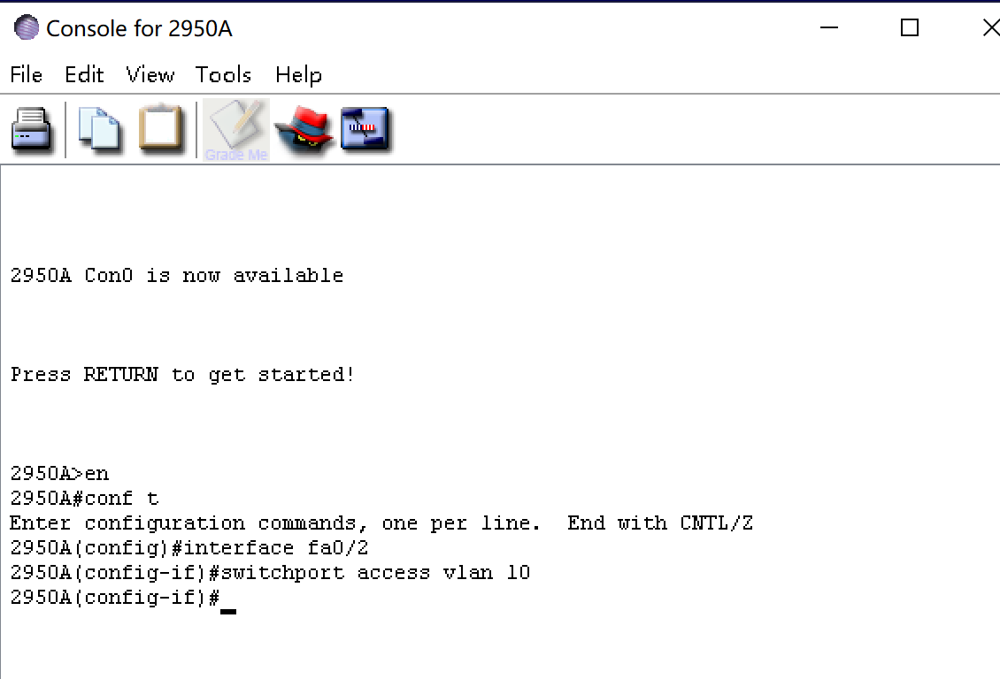 Console for 2950A
File Edit View Tools Help
Grade Me
2950A Con0 is now available
Press RETURN to get started!
2950A>en
2950A#conf t
Enter configuration commands, one per line.  End with CNTL/Z
2950A(config)#interface fa0/2
2950A(config-if)#switchport access vlan 10
2950A(config-if)#